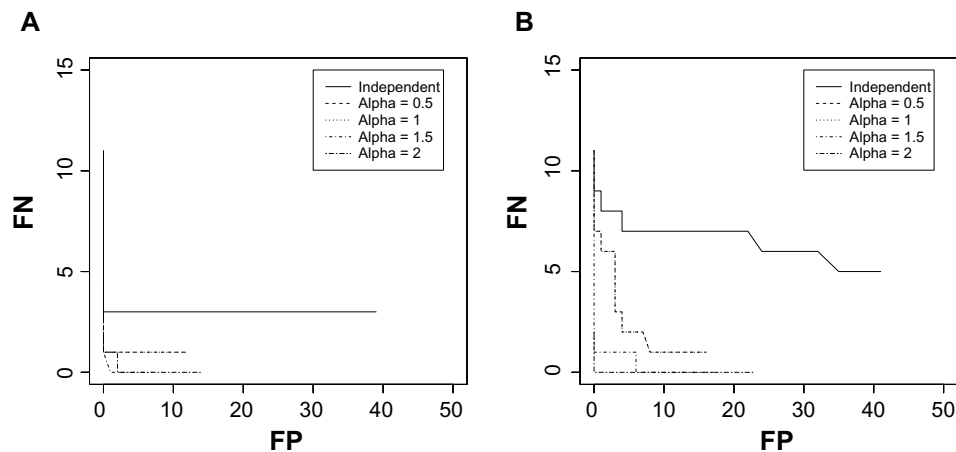 A
15
10
5
0
FN
Independent
Alpha = 0.5
Alpha = 1
Alpha = 1.5
Alpha = 2
0 10 20 30 40 50
FP
B
15
10
5
0
FN
Independent
Alpha = 0.5
Alpha = 1
Alpha = 1.5
Alpha = 2
0 10 20 30 40 50
FP